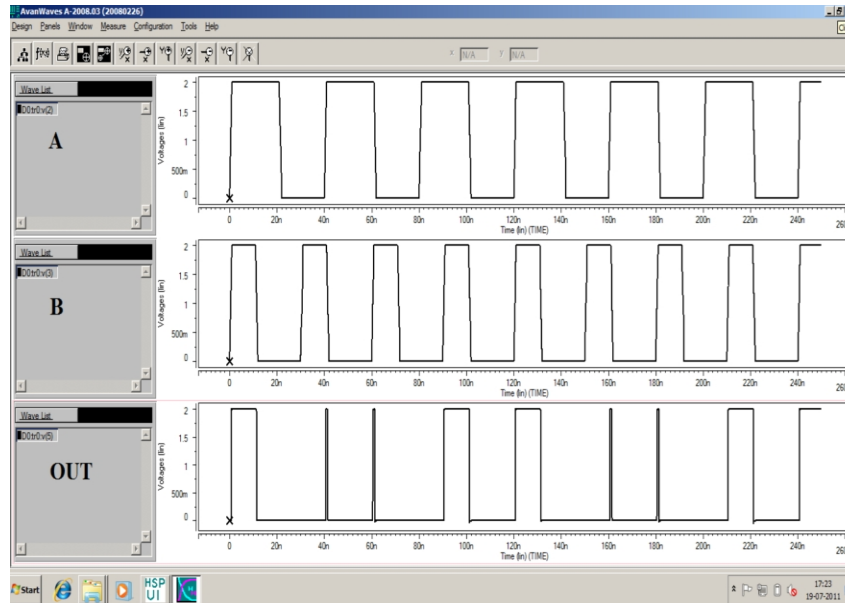 AvanWaves A-2008.03 (20080226)
Design Panels Window Measure Configuration Tools Help
x N/A Y N/A
Wave List
D0:tr0:v(2)
A
Voltages (lin)
2
1.5
1
500m
0
0 20n 40n 60n 80n 100n 120n 140n 160n 180n 200n 220n 240n 260
Time (lin) (TIME)
Wave List
D0:tr0:v(3)
B
Voltages (lin)
2
1.5
1
500m
0
0 20n 40n 60n 80n 100n 120n 140n 160n 180n 200n 220n 240n 260
Time (lin) (TIME)
Wave List
D0:tr0:v(5)
OUT
Voltages (lin)
2
1.5
1
500m
0
0 20n 40n 60n 80n 100n 120n 140n 160n 180n 200n 220n 240n 260
Time (lin) (TIME)
Start
HSP
UI
17:23
19-07-2011